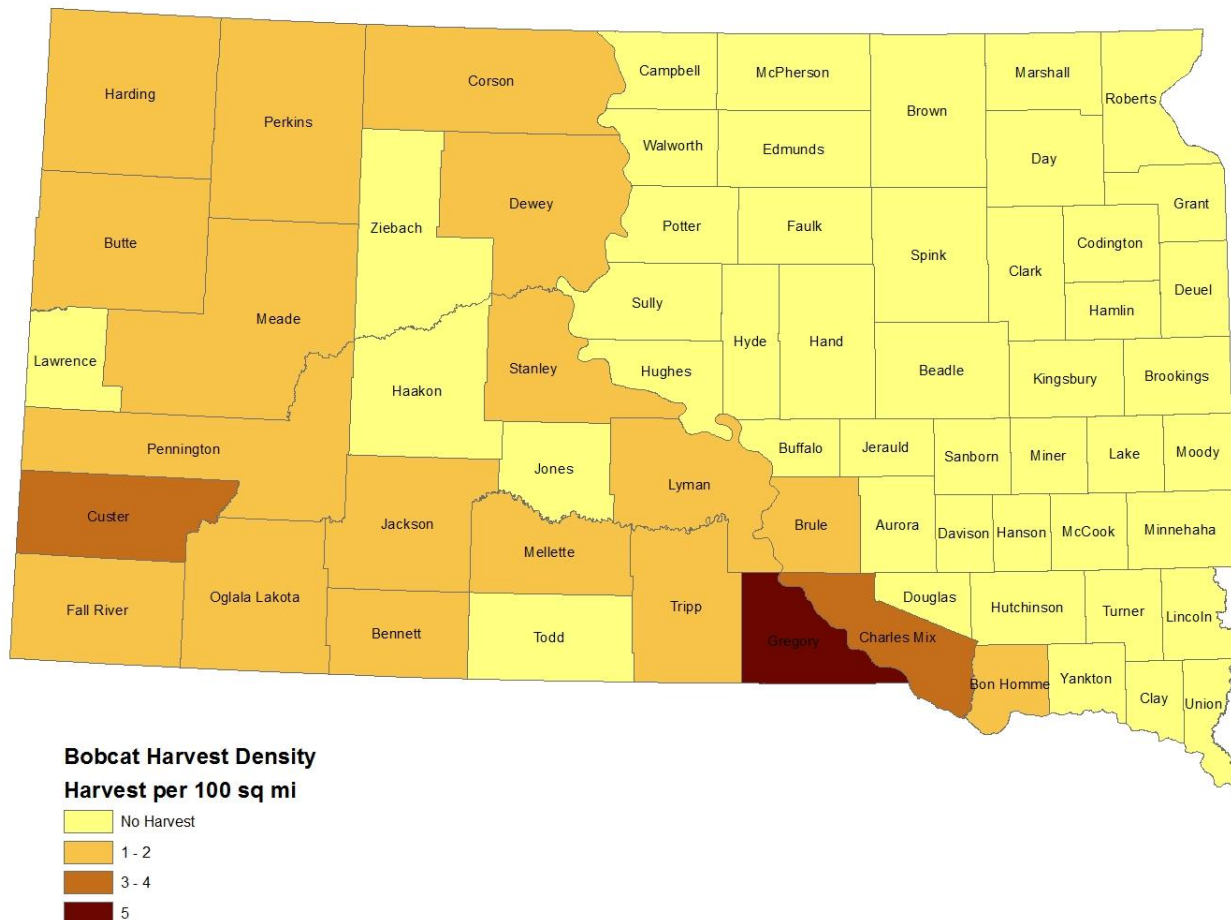 Harding
Perkins
Corson
Campbell
McPherson
Brown
Marshall
Roberts
Walworth
Edmunds
Day
Butte
Ziebach
Dewey
Potter
Faulk
Spink
Grant
Codington
Clark
Deuel
Hamlin
Meade
Sully
Hyde
Hand
Lawrence
Haakon
Stanley
Hughes
Beadle
Kingsbury
Brookings
Pennington
Jones
Buffalo
Jerauld
Sanborn
Miner
Lake
Moody
Custer
Jackson
Lyman
Brule
Aurora
Davison
Hanson
McCook
Minnehaha
Mellette
Fall River
Oglala Lakota
Bennett
Todd
Tripp
Gregory
Charles Mix
Douglas
Hutchinson
Turner
Lincoln
Bon Homme
Yankton
Clay
Union
Bobcat Harvest Density
Harvest per 100 sq mi
No Harvest
1 - 2
3 - 4
5